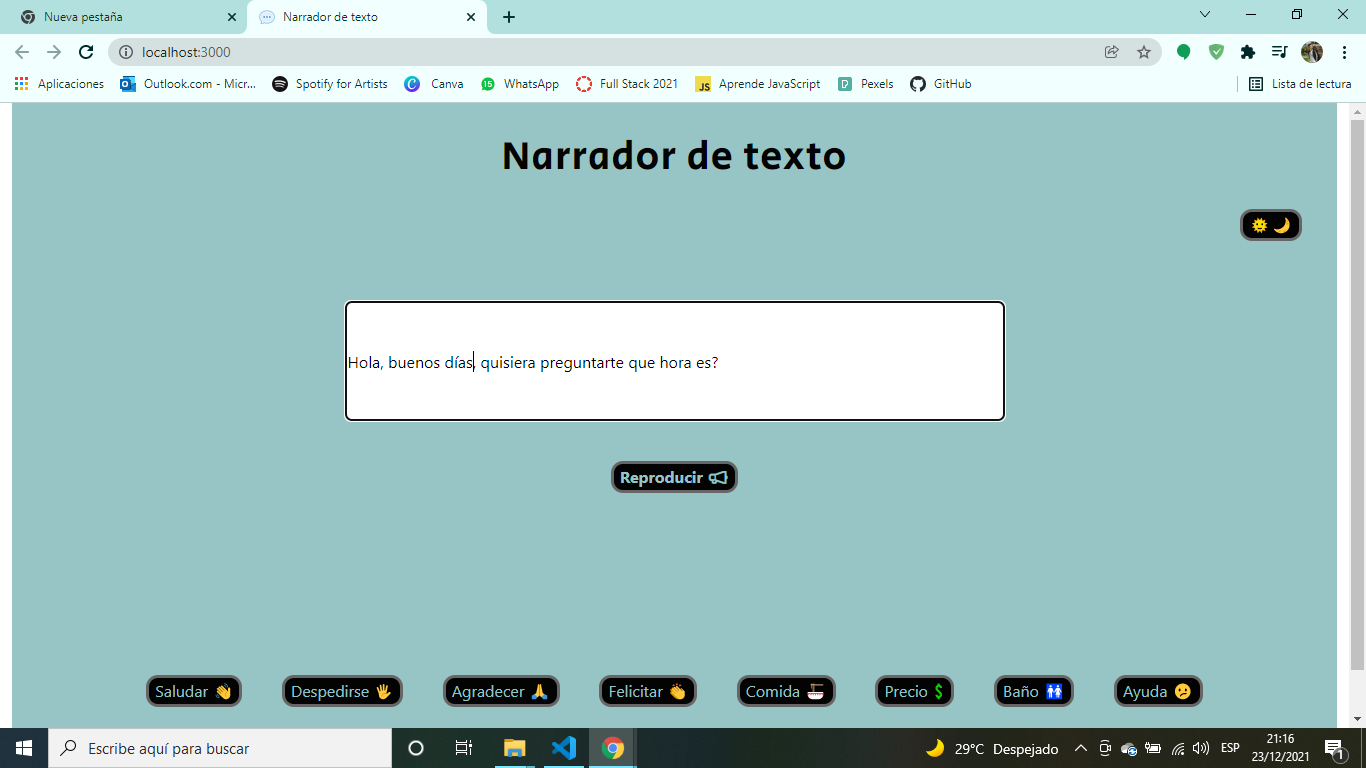 Nueva pestaña
Narrador de texto
localhost:3000
Aplicaciones
Outlook.com - Micr...
Spotify for Artists
Canva
15
WhatsApp
Full Stack 2021
JS
Aprende JavaScript
Pexels
GitHub
Lista de lectura
Narrador de texto
Hola, buenos días, quisiera preguntarte que hora es?
Reproducir
Saludar 👋
Despedirse 🖐
Agradecer 🙏
Felicitar 👏
Comida 🍜
Precio $
Baño 🚻
Ayuda 😕
Escribe aquí para buscar
29°C Despejado
ESP
21:16
23/12/2021
1